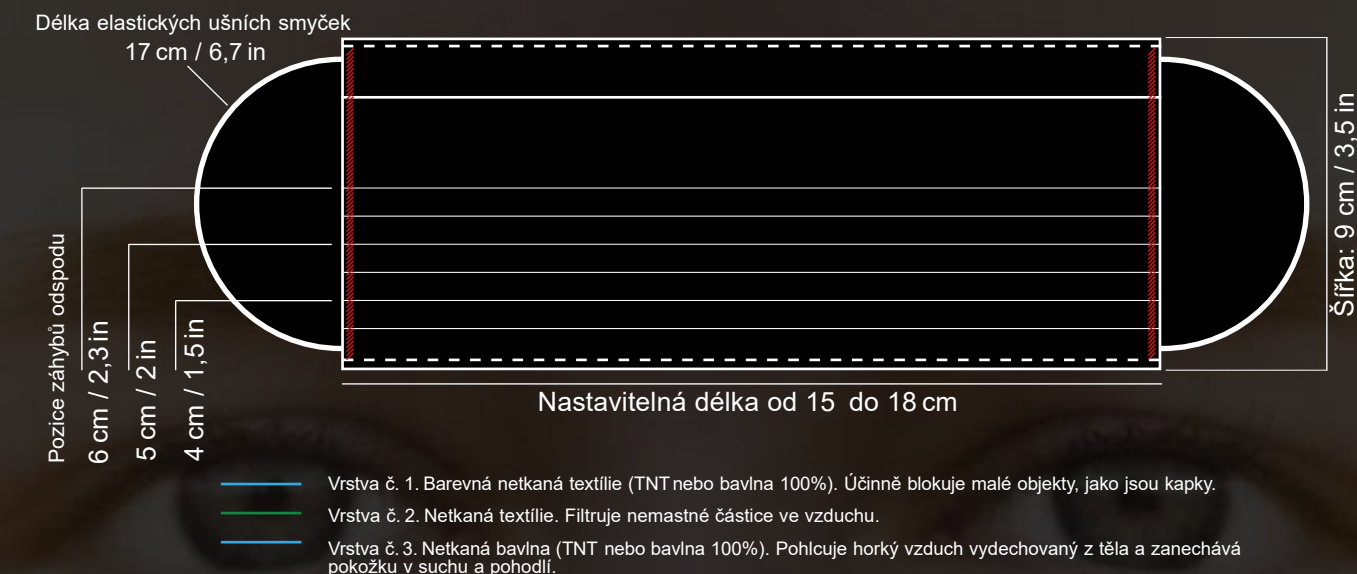 Délka elastických ušních smyček
17 cm / 6,7 in
Šířka: 9 cm / 3,5 in
Pozice záhybů odspodu
6 cm / 2,3 in
5 cm / 2 in
4 cm / 1,5 in
Nastavitelná délka od 15 do 18 cm
Vrstva č. 1. Barevná netkaná textílie (TNT nebo bavlna 100%). Účinně blokuje malé objekty, jako jsou kapky.
Vrstva č. 2. Netkaná textílie. Filtruje nemastné částice ve vzduchu.
Vrstva č. 3. Netkaná bavlna (TNT nebo bavlna 100%). Pohlcuje horký vzduch vydechovaný z těla a zanechává
pokožku v suchu a pohodlí.